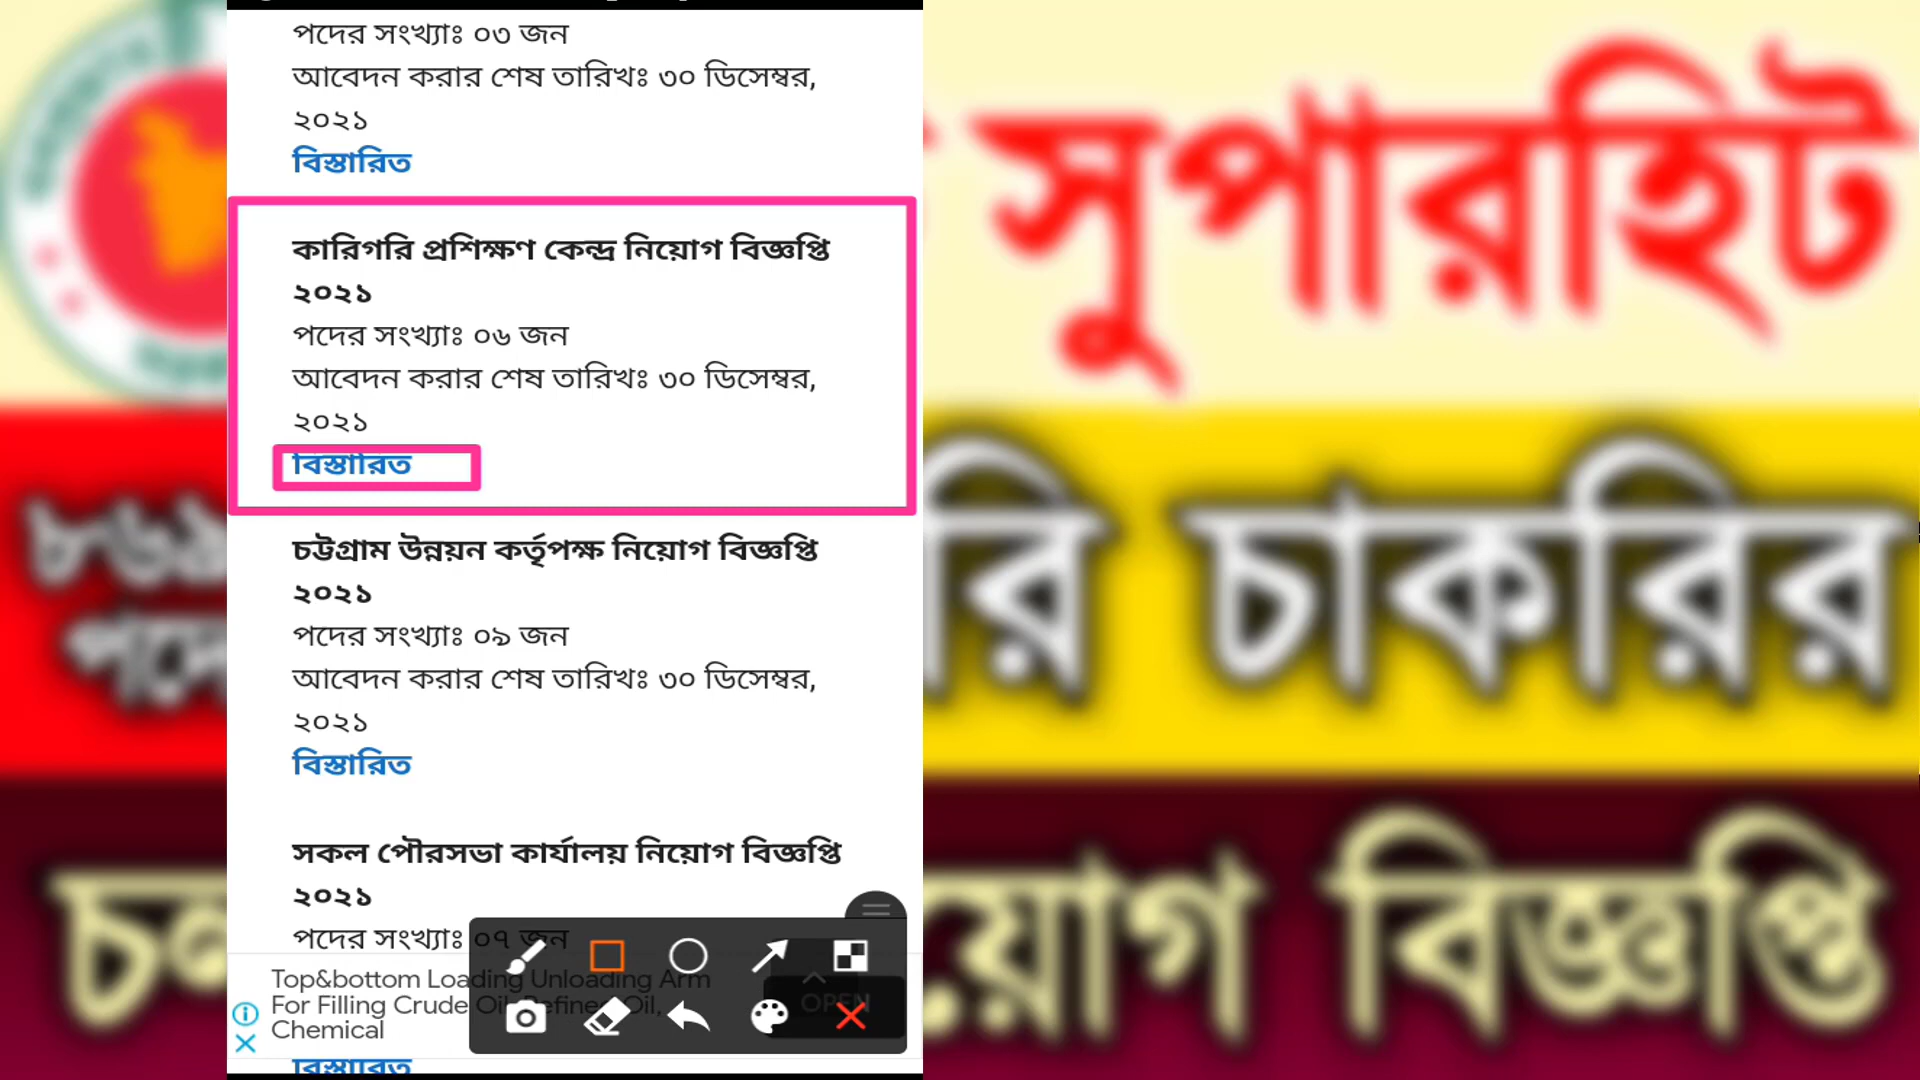 পদের সংখ্যাঃ ০৩ জন
আবেদন করার শেষ তারিখঃ ৩০ ডিসেম্বর,
২০২১
বিস্তারিত
কারিগরি প্রশিক্ষণ কেন্দ্র নিয়োগ বিজ্ঞপ্তি
২০২১
পদের সংখ্যাঃ ০৬ জন
আবেদন করার শেষ তারিখঃ ৩০ ডিসেম্বর,
২০২১
বিস্তারিত
চট্টগ্রাম উন্নয়ন কর্তৃপক্ষ নিয়োগ বিজ্ঞপ্তি
২০২১
পদের সংখ্যাঃ ০৯ জন
আবেদন করার শেষ তারিখঃ ৩০ ডিসেম্বর,
২০২১
বিস্তারিত
সকল পৌরসভা কার্যালয় নিয়োগ বিজ্ঞপ্তি
২০২১
পদের সংখ্যাঃ ০৭ জন
Top&bottom Loading Unloading Arm
For Filling Crude Oil, Refined Oil,
Chemical
OPEN
বিস্তারিত
সুপারহিট
রি চাকরির
৮৬৯
পদে
য়োগ বিজ্ঞপ্তি